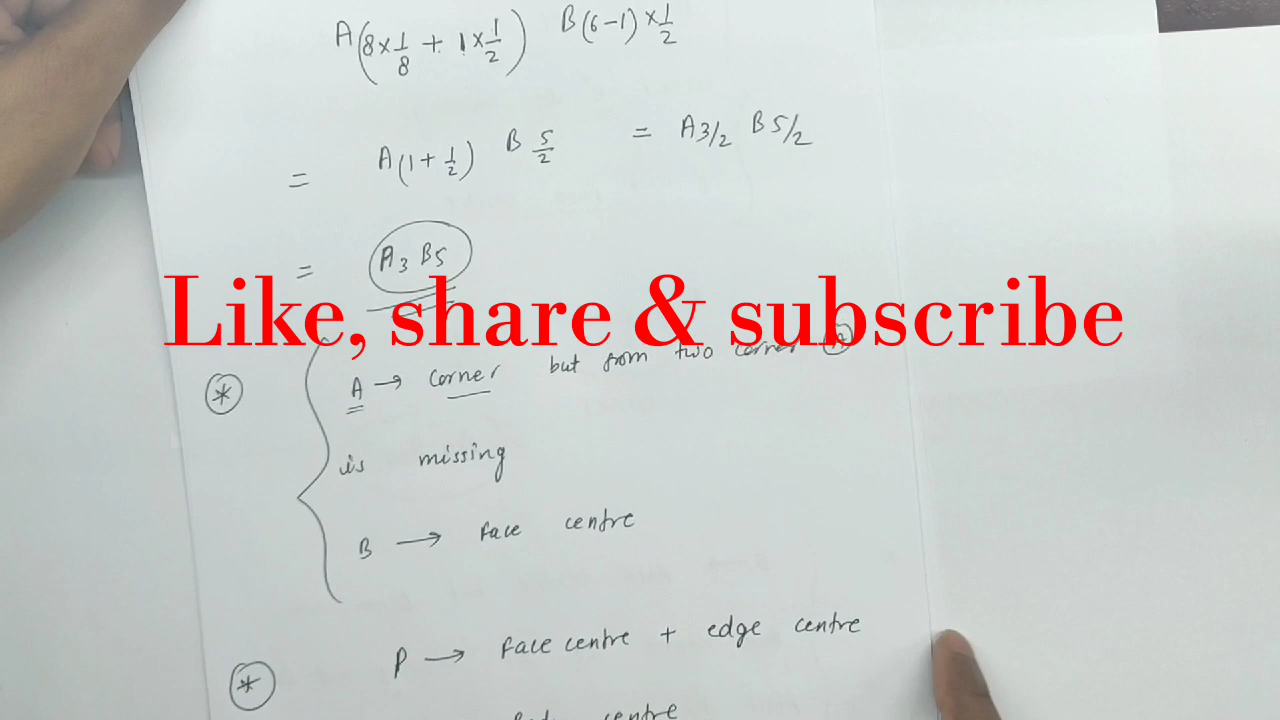 A(8×1/8 + 1×1/2) B(6-1)×1/2
= A(1+1/2) B 5/2 = A3/2 B5/2
= A3 B5
Like, share & subscribe
* A → corner but from two corner A
is missing
B → Face centre
* P → Face centre + edge centre
centre